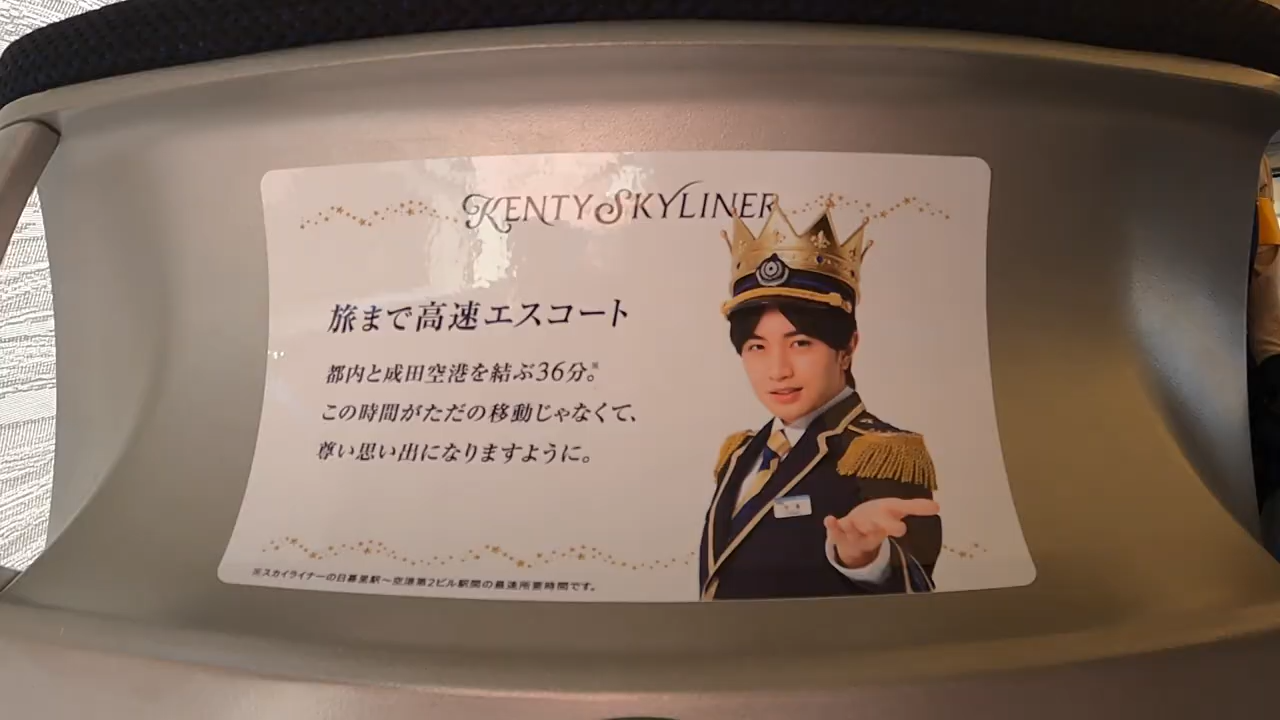 KENTY SKYLINER
旅まで高速エスコート
都内と成田空港を結ぶ36分。※
この時間がただの移動じゃなくて、
尊い思い出になりますように。
※スカイライナーの日暮里駅～空港第2ビル駅間の最速所要時間です。